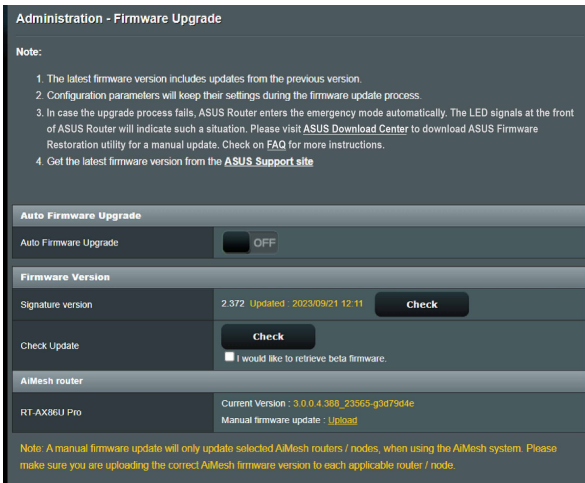 Administration - Firmware Upgrade
Note:
1. The latest firmware version includes updates from the previous version.
2. Configuration parameters will keep their settings during the firmware update process.
3. In case the upgrade process fails, ASUS Router enters the emergency mode automatically. The LED signals at the front
of ASUS Router will indicate such a situation. Please visit ASUS Download Center to download ASUS Firmware
Restoration utility for a manual update. Check on FAQ for more instructions.
4. Get the latest firmware version from the ASUS Support site
Auto Firmware Upgrade
Auto Firmware Upgrade OFF
Firmware Version
Signature version 2.372 Updated : 2023/09/21 12:11 Check
Check Update Check
I would like to retrieve beta firmware.
AiMesh router
RT-AX86U Pro Current Version : 3.0.0.4.388_23565-g3d79d4e
Manual firmware update : Upload
Note: A manual firmware update will only update selected AiMesh routers / nodes, when using the AiMesh system. Please
make sure you are uploading the correct AiMesh firmware version to each applicable router / node.